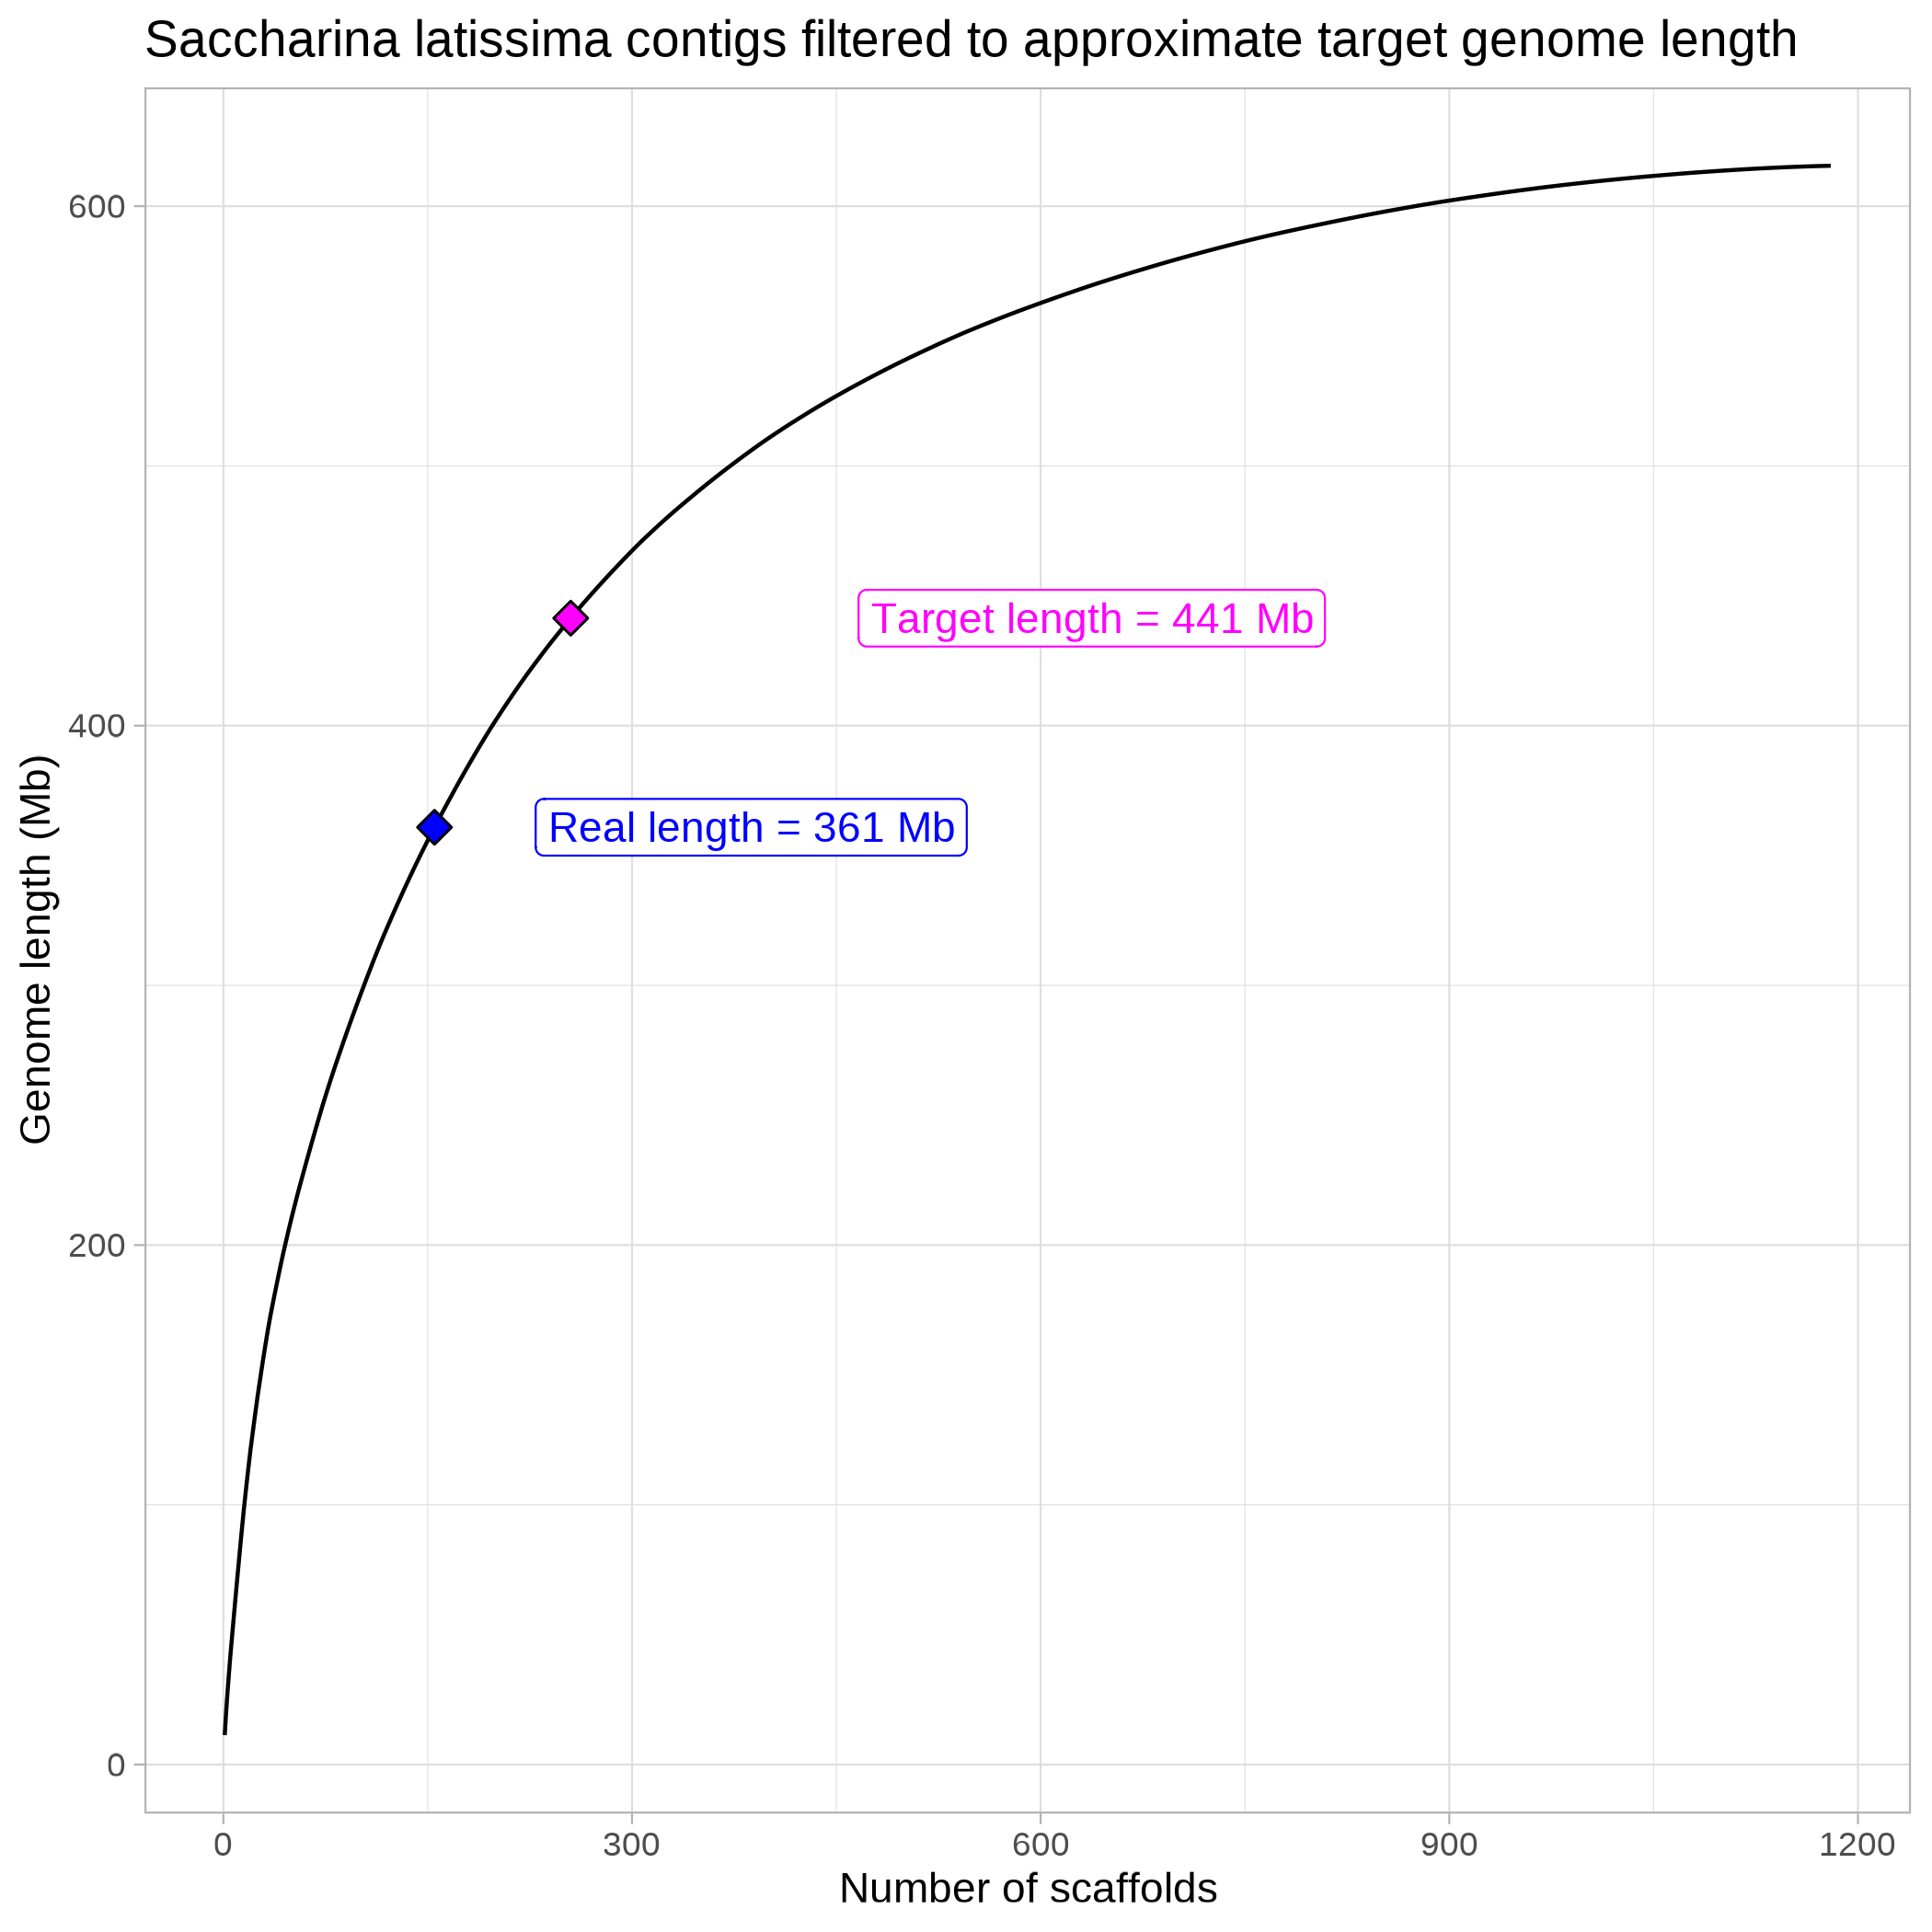 Saccharina latissima contigs filtered to approximate target genome length
Genome length (Mb)
600
400
200
0
Target length = 441 Mb
Real length = 361 Mb
0
300
600
900
1200
Number of scaffolds